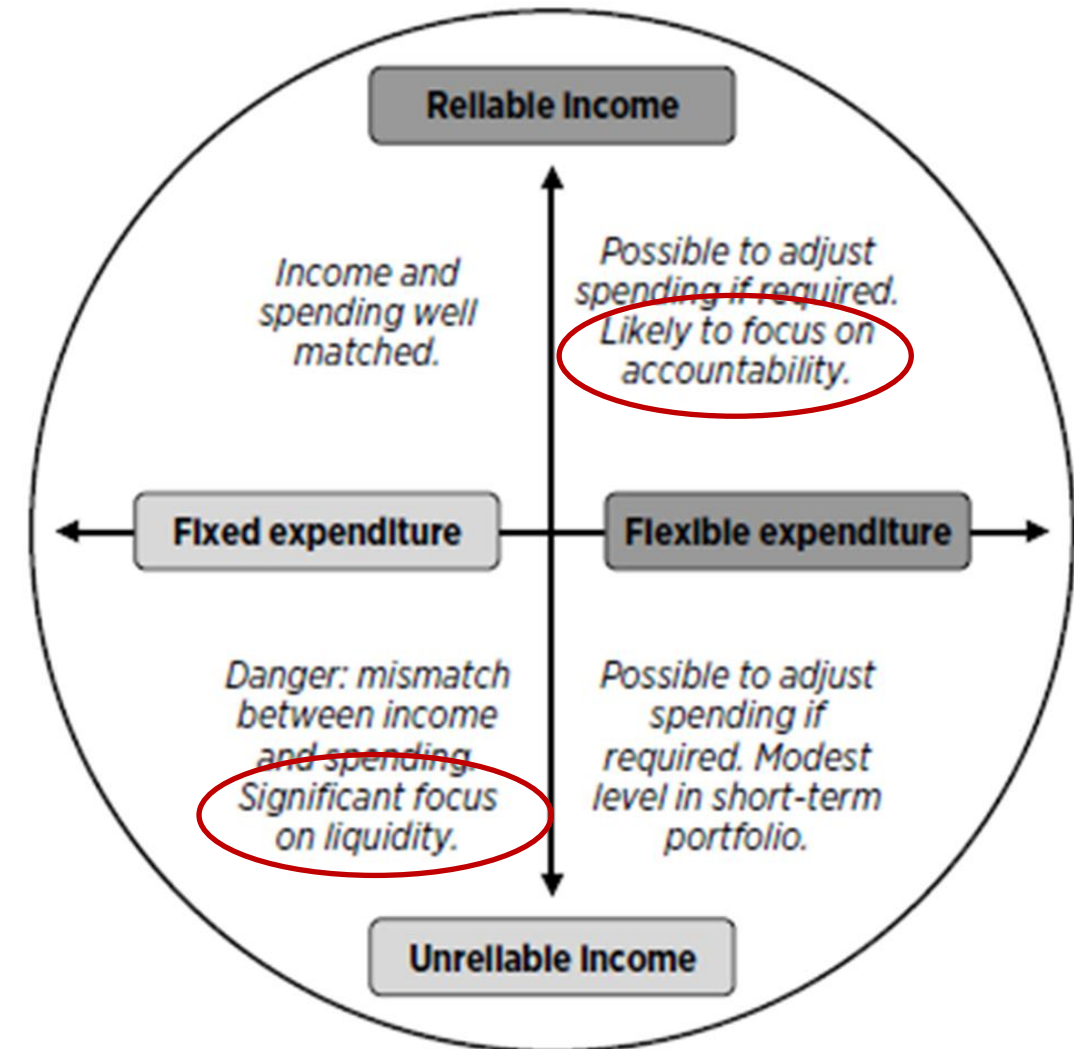 Reliable Income
Income and
spending well
matched.
Possible to adjust
spending if required.
Likely to focus on
accountability.
Fixed expenditure
Flexible expenditure
Danger: mismatch
between income
and spending.
Significant focus
on liquidity.
Possible to adjust
spending if
required. Modest
level in short-term
portfolio.
Unreliable Income